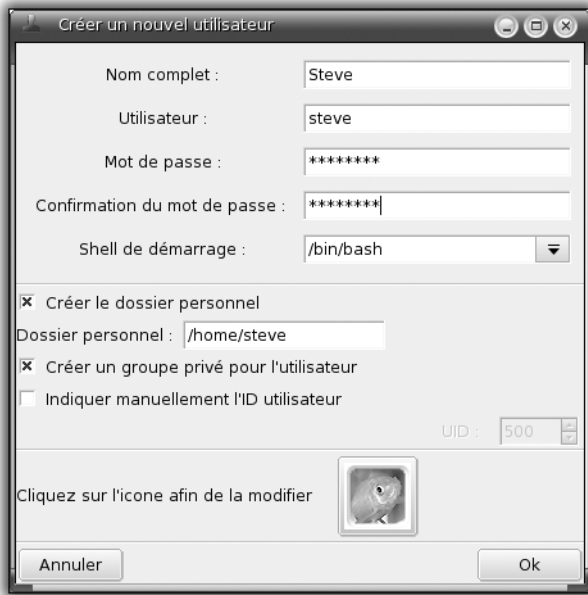 Créer un nouvel utilisateur
Nom complet : Steve
Utilisateur : steve
Mot de passe : ********
Confirmation du mot de passe : ********
Shell de démarrage : /bin/bash
Créer le dossier personnel
Dossier personnel : /home/steve
Créer un groupe privé pour l'utilisateur
Indiquer manuellement l'ID utilisateur
UID : 500
Cliquez sur l'icone afin de la modifier
Annuler Ok